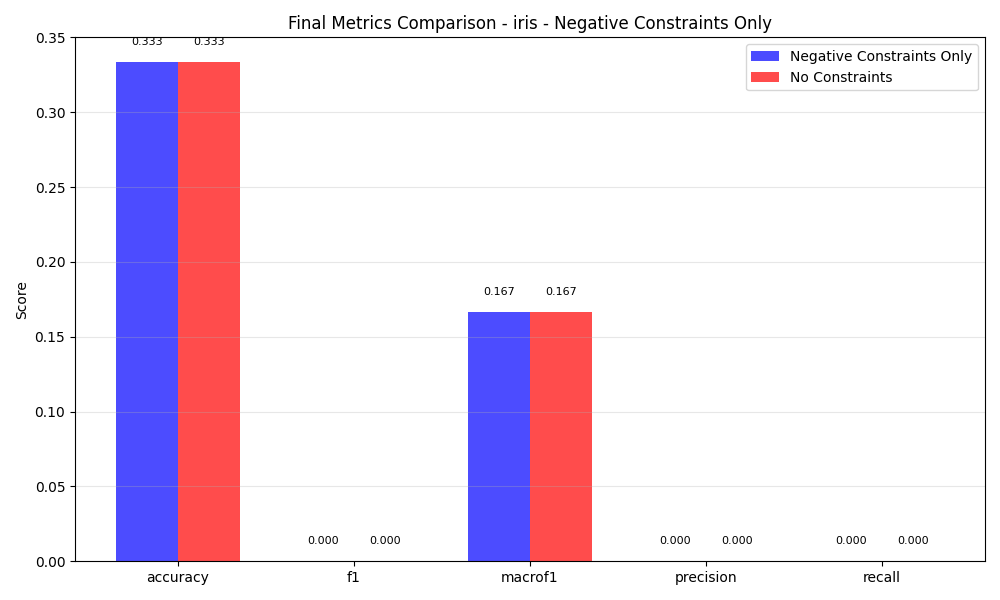 Final Metrics Comparison - iris - Negative Constraints Only
Negative Constraints Only
No Constraints
Score
0.35
0.30
0.25
0.20
0.15
0.10
0.05
0.00
0.333 0.333
0.000 0.000
0.167 0.167
0.000 0.000
0.000 0.000
accuracy f1 macrof1 precision recall